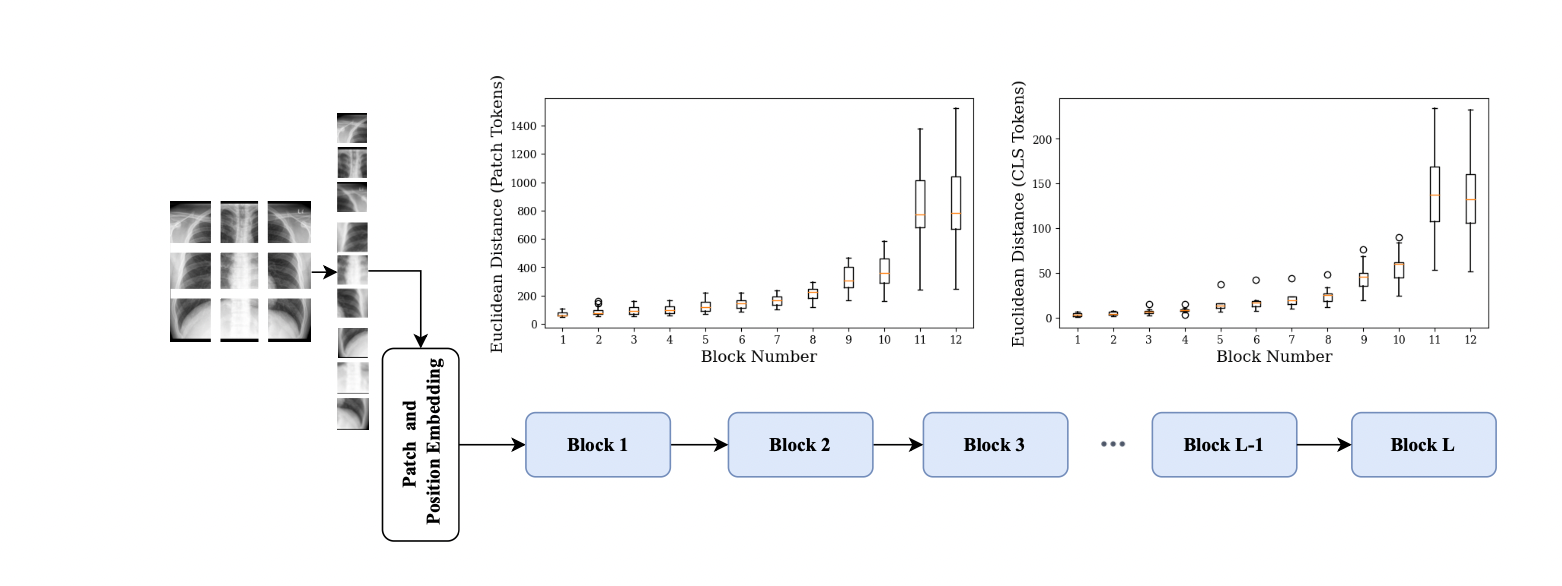 Euclidean Distance (Patch Tokens)
1400
1200
1000
800
600
400
200
0
1 2 3 4 5 6 7 8 9 10 11 12
Block Number
Euclidean Distance (CLS Tokens)
200
150
100
50
0
1 2 3 4 5 6 7 8 9 10 11 12
Block Number
Patch and
Position Embedding
Block 1
Block 2
Block 3
•••
Block L-1
Block L